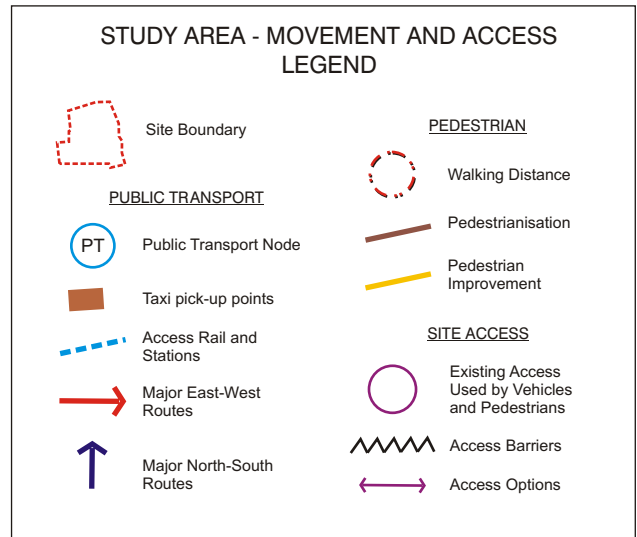 STUDY AREA - MOVEMENT AND ACCESS
LEGEND
Site Boundary
PUBLIC TRANSPORT
PT
Public Transport Node
Taxi pick-up points
Access Rail and
Stations
Major East-West
Routes
Major North-South
Routes
PEDESTRIAN
Walking Distance
Pedestrianisation
Pedestrian
Improvement
SITE ACCESS
Existing Access
Used by Vehicles
and Pedestrians
Access Barriers
Access Options